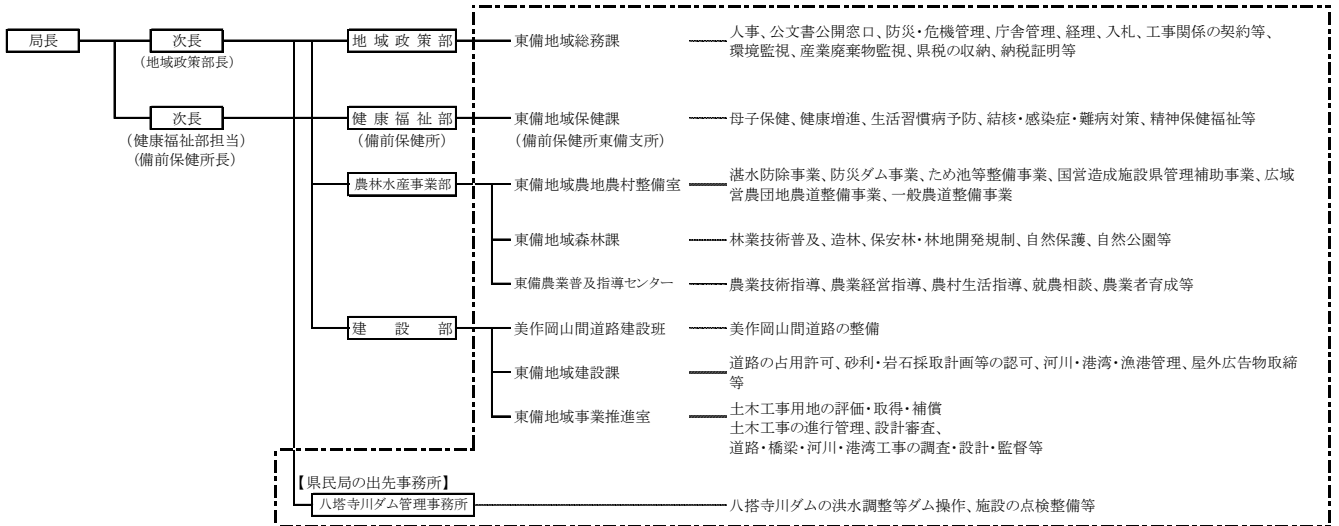 局長
次長
(地域政策部長)
地域政策部
東備地域総務課
人事、公文書公開窓口、防災・危機管理、庁舎管理、経理、入札、工事関係の契約等、
環境監視、産業廃棄物監視、県税の収納、納税証明等
次長
(健康福祉部担当)
(備前保健所長)
健康福祉部
(備前保健所)
東備地域保健課
(備前保健所東備支所)
母子保健、健康増進、生活習慣病予防、結核・感染症・難病対策、精神保健福祉等
農林水産事業部
東備地域農地農村整備室
湛水防除事業、防災ダム事業、ため池等整備事業、国営造成施設県管理補助事業、広域
営農団地農道整備事業、一般農道整備事業
東備地域森林課
林業技術普及、造林、保安林・林地開発規制、自然保護、自然公園等
東備農業普及指導センター
農業技術指導、農業経営指導、農村生活指導、就農相談、農業者育成等
建設部
美作岡山間道路建設班
美作岡山間道路の整備
東備地域建設課
道路の占用許可、砂利・岩石採取計画等の認可、河川・港湾・漁港管理、屋外広告物取締
等
東備地域事業推進室
土木工事用地の評価・取得・補償
土木工事の進行管理、設計審査、
道路・橋梁・河川・港湾工事の調査・設計・監督等
【県民局の出先事務所】
八塔寺川ダム管理事務所
八搭寺川ダムの洪水調整等ダム操作、施設の点検整備等